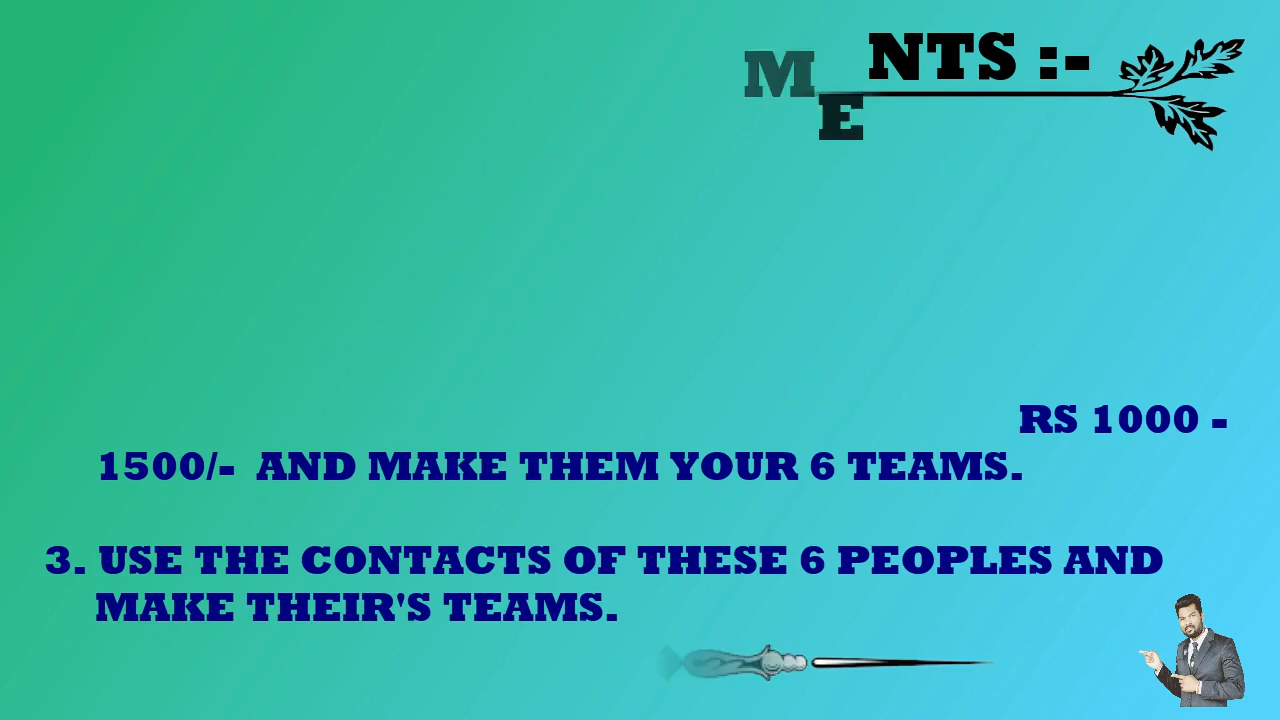 MENTS :-
RS 1000 -
1500/- AND MAKE THEM YOUR 6 TEAMS.
3. USE THE CONTACTS OF THESE 6 PEOPLES AND
MAKE THEIR'S TEAMS.